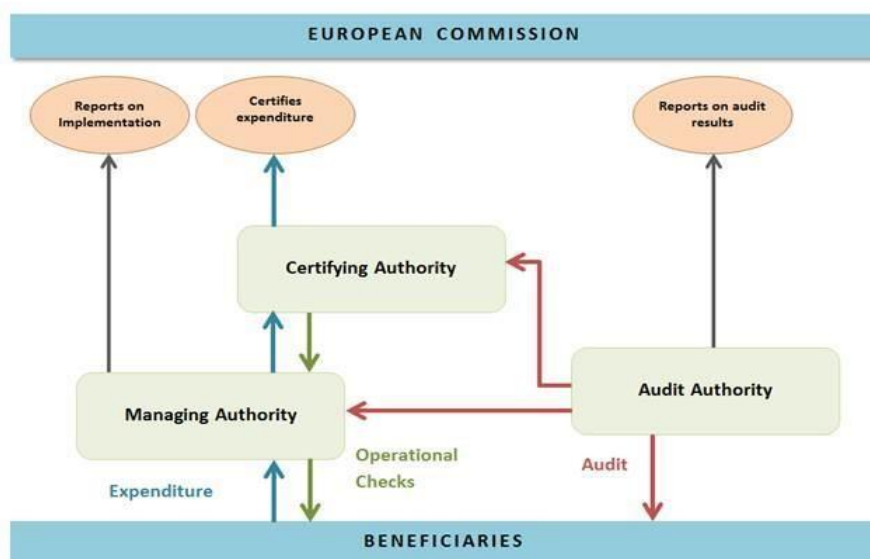 EUROPEAN COMMISSION
Reports on
Implementation
Certifies
expenditure
Reports on audit
results
Certifying Authority
Audit Authority
Managing Authority
Operational
Checks
Audit
Expenditure
BENEFICIARIES